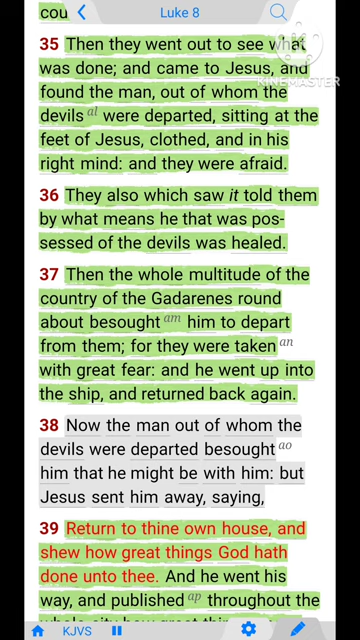 cou
Luke 8
KINEMASTER
35 Then they went out to see what
was done; and came to Jesus, and
found the man, out of whom the
devils al were departed, sitting at the
feet of Jesus, clothed, and in his
right mind: and they were afraid.
36 They also which saw it told them
by what means he that was pos-
sessed of the devils was healed.
37 Then the whole multitude of the
country of the Gadarenes round
about besought am him to depart
from them; for they were taken an
with great fear: and he went up into
the ship, and returned back again.
38 Now the man out of whom the
devils were departed besought ao
him that he might be with him: but
Jesus sent him away, saying,
39 Return to thine own house, and
shew how great things God hath
done unto thee. And he went his
way, and published ap throughout the
whole city how great things
KJVS